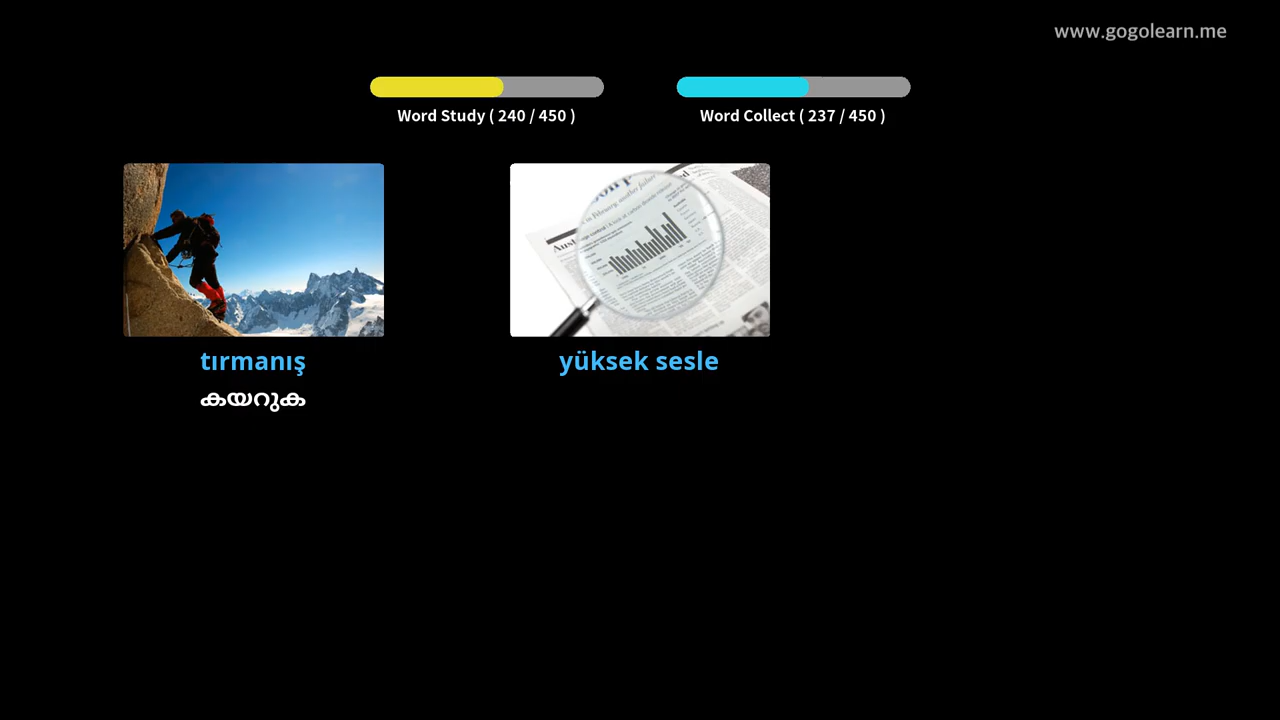 www.gogolearn.me
Word Study ( 240 / 450 )
Word Collect ( 237 / 450 )
tırmanış
കയറുക
yüksek sesle